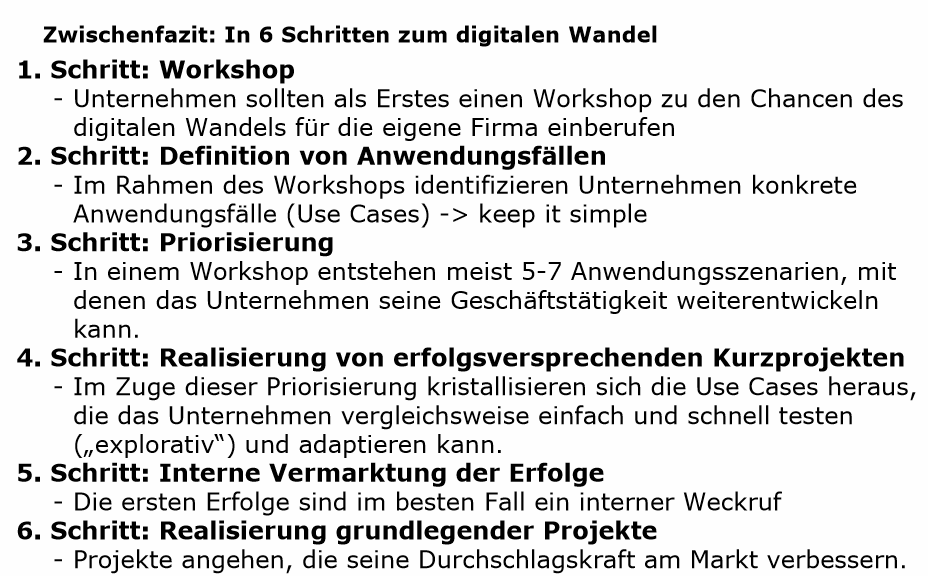 Zwischenfazit: In 6 Schritten zum digitalen Wandel
1. Schritt: Workshop
- Unternehmen sollten als Erstes einen Workshop zu den Chancen des
digitalen Wandels für die eigene Firma einberufen
2. Schritt: Definition von Anwendungsfällen
- Im Rahmen des Workshops identifizieren Unternehmen konkrete
Anwendungsfälle (Use Cases) -> keep it simple
3. Schritt: Priorisierung
- In einem Workshop entstehen meist 5-7 Anwendungsszenarien, mit
denen das Unternehmen seine Geschäftstätigkeit weiterentwickeln
kann.
4. Schritt: Realisierung von erfolgsversprechenden Kurzprojekten
- Im Zuge dieser Priorisierung kristallisieren sich die Use Cases heraus,
die das Unternehmen vergleichsweise einfach und schnell testen
(„explorativ“) und adaptieren kann.
5. Schritt: Interne Vermarktung der Erfolge
- Die ersten Erfolge sind im besten Fall ein interner Weckruf
6. Schritt: Realisierung grundlegender Projekte
- Projekte angehen, die seine Durchschlagskraft am Markt verbessern.